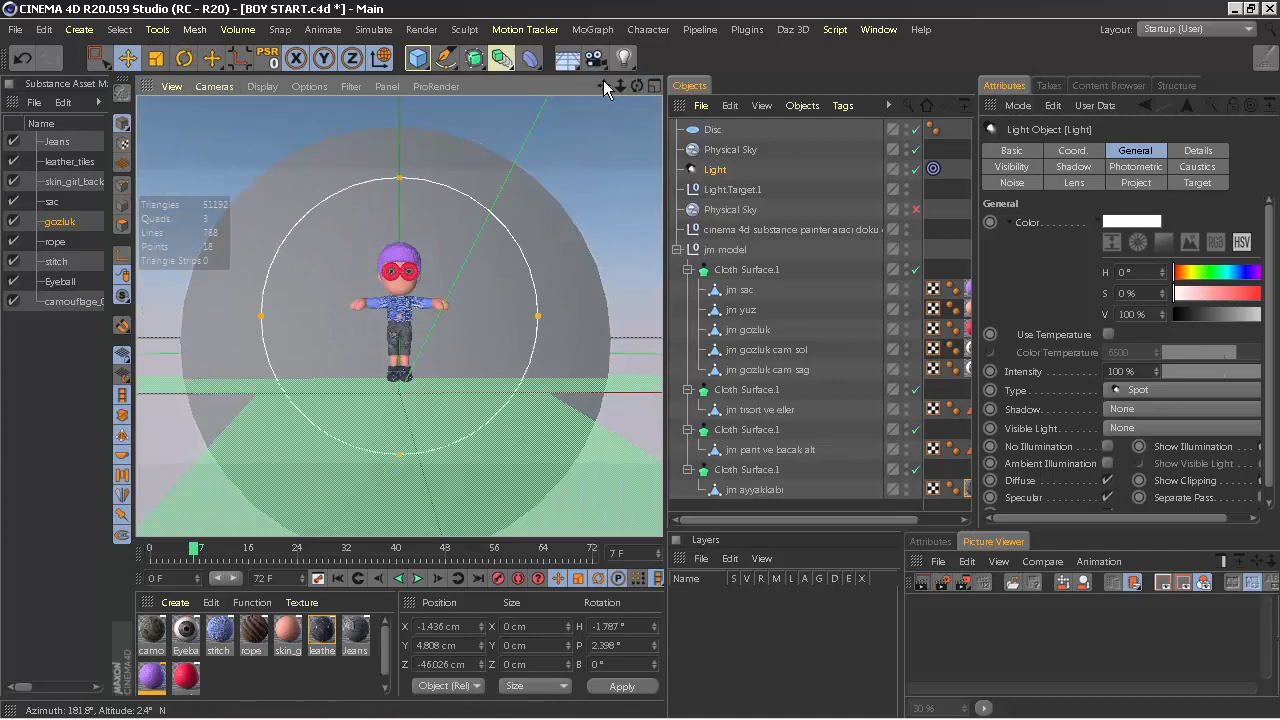 CINEMA 4D R20.059 Studio (RC - R20) - [BOY START.c4d *] - Main
File Edit Create Select Tools Mesh Volume Snap Animate Simulate Render Sculpt Motion Tracker MoGraph Character Pipeline Plugins Daz 3D Script Window Help Layout: Startup (User)
PSR
0
X Y Z
Substance Asset M
File Edit
Name
Jeans
leather_tiles
skin_girl_back
sac
gozluk
rope
stitch
Eyeball
camouflage_0
View Cameras Display Options Filter Panel ProRender
Triangles 51192
Quads 3
Lines 788
Points 18
Triangle Strips 0
Objects
File Edit View Objects Tags
Disc
Physical Sky
Light
Light.Target.1
Physical Sky
cinema 4d substance painter aracı doku
jm model
Cloth Surface.1
jm sac
jm yuz
jm gozluk
jm gozluk cam sol
jm gozluk cam sag
Cloth Surface.1
jm tısort ve eller
Cloth Surface.1
jm pant ve bacak alt
Cloth Surface.1
jm ayyakkabı
Attributes Takes Content Browser Structure
Mode Edit User Data
Light Object [Light]
Basic Coord. General Details
Visibility Shadow Photometric Caustics
Noise Lens Project Target
General
Color
RGB HSV
H 0 °
S 0 %
V 100 %
Use Temperature
Color Temperature 6500
Intensity 100 %
Type Spot
Shadow None
Visible Light None
No Illumination Show Illumination
Ambient Illumination Show Visible Light
Diffuse Show Clipping
Specular Separate Pass
0 7 16 24 32 40 48 56 64 72 7 F
0 F 72 F
Create Edit Function Texture
camo Eyeba stitch rope skin_g leathe Jeans
Position Size Rotation
X -1.436 cm X 0 cm H -1.787 °
Y 4.808 cm Y 0 cm P 2.398 °
Z -46.026 cm Z 0 cm B 0 °
Object (Rel) Size Apply
MAXON CINEMA4D
Layers
File Edit View
Name S V R M L A G D E X
Attributes Picture Viewer
File Edit View Compare Animation
30 %
Azimuth: 181.8°, Altitude: 2.4° N